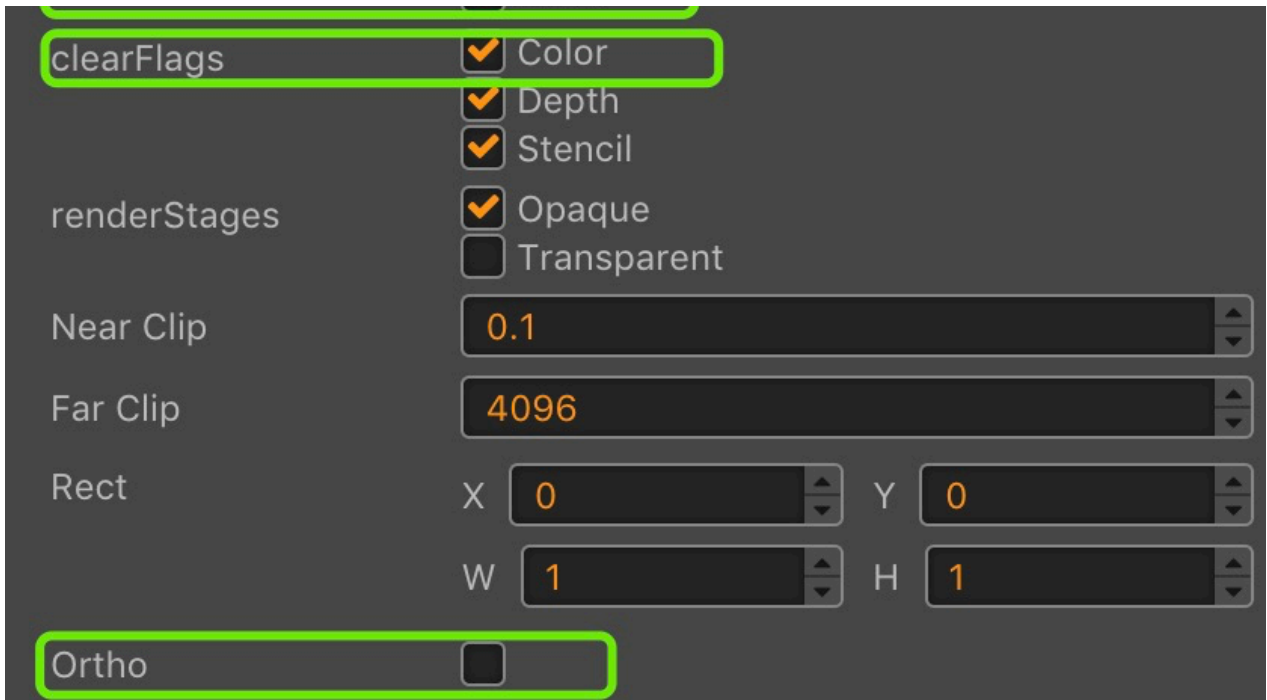 clearFlags Color
Depth
Stencil
renderStages Opaque
Transparent
Near Clip 0.1
Far Clip 4096
Rect X 0 Y 0
W 1 H 1
Ortho